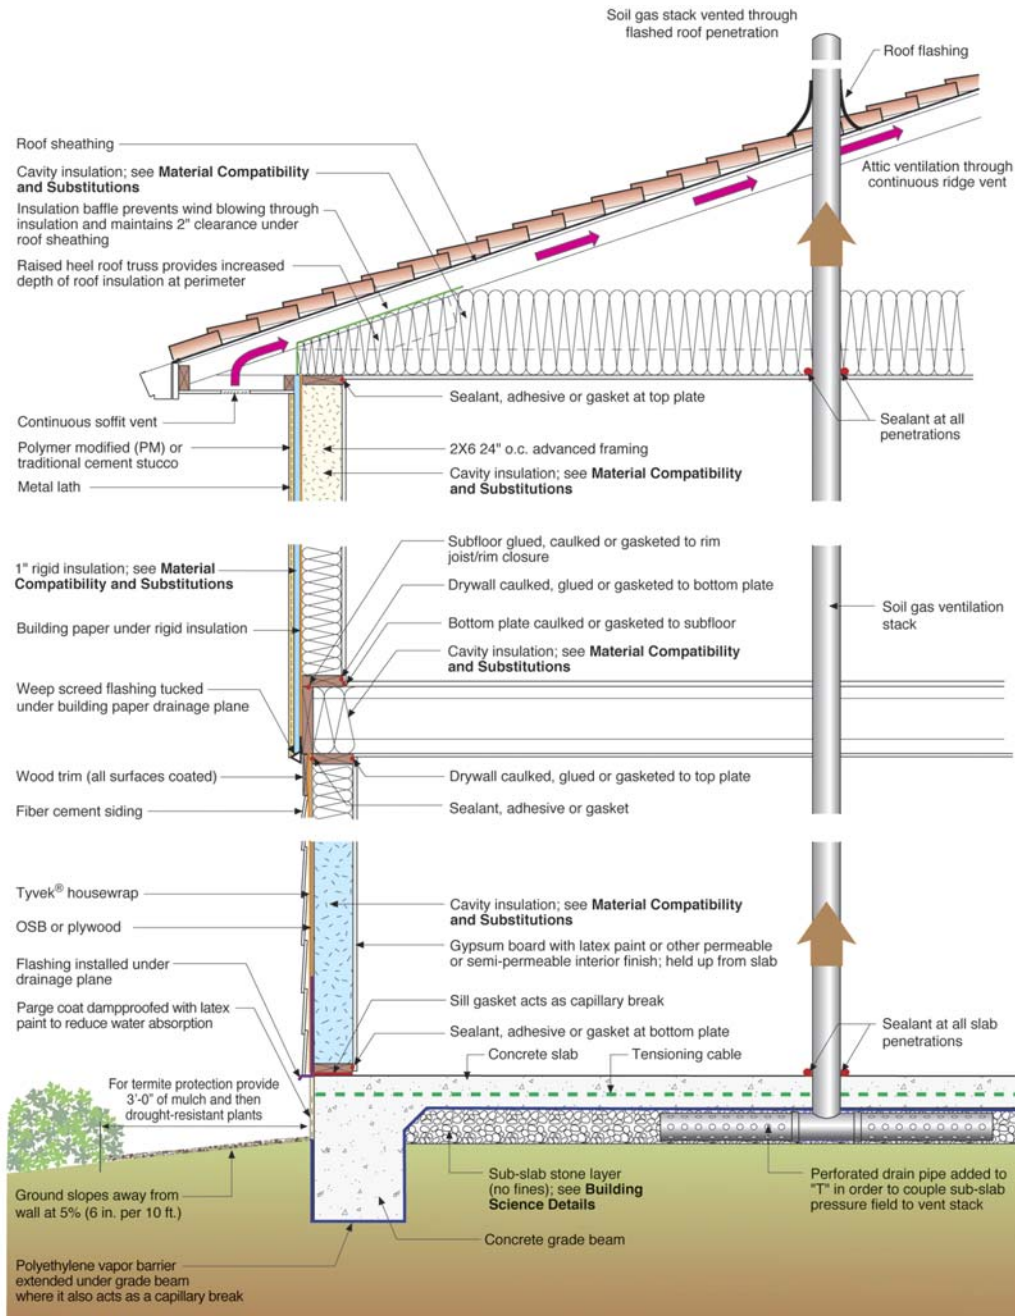 Soil gas stack vented through
flashed roof penetration
Roof flashing
Roof sheathing
Cavity insulation; see Material Compatibility
and Substitutions
Insulation baffle prevents wind blowing through
insulation and maintains 2" clearance under
roof sheathing
Raised heel roof truss provides increased
depth of roof insulation at perimeter
Attic ventilation through
continuous ridge vent
Continuous soffit vent
Polymer modified (PM) or
traditional cement stucco
Metal lath
Sealant, adhesive or gasket at top plate
2X6 24" o.c. advanced framing
Cavity insulation; see Material Compatibility
and Substitutions
Sealant at all
penetrations
1" rigid insulation; see Material
Compatibility and Substitutions
Building paper under rigid insulation
Weep screed flashing tucked
under building paper drainage plane
Wood trim (all surfaces coated)
Fiber cement siding
Subfloor glued, caulked or gasketed to rim
joist/rim closure
Drywall caulked, glued or gasketed to bottom plate
Bottom plate caulked or gasketed to subfloor
Cavity insulation; see Material Compatibility
and Substitutions
Drywall caulked, glued or gasketed to top plate
Sealant, adhesive or gasket
Soil gas ventilation
stack
Tyvek® housewrap
OSB or plywood
Flashing installed under
drainage plane
Parge coat dampproofed with latex
paint to reduce water absorption
Cavity insulation; see Material Compatibility
and Substitutions
Gypsum board with latex paint or other permeable
or semi-permeable interior finish; held up from slab
Sill gasket acts as capillary break
Sealant, adhesive or gasket at bottom plate
Concrete slab
Tensioning cable
Sealant at all slab
penetrations
For termite protection provide
3'-0" of mulch and then
drought-resistant plants
Ground slopes away from
wall at 5% (6 in. per 10 ft.)
Polyethylene vapor barrier
extended under grade beam
where it also acts as a capillary break
Sub-slab stone layer
(no fines); see Building
Science Details
Concrete grade beam
Perforated drain pipe added to
"T" in order to couple sub-slab
pressure field to vent stack